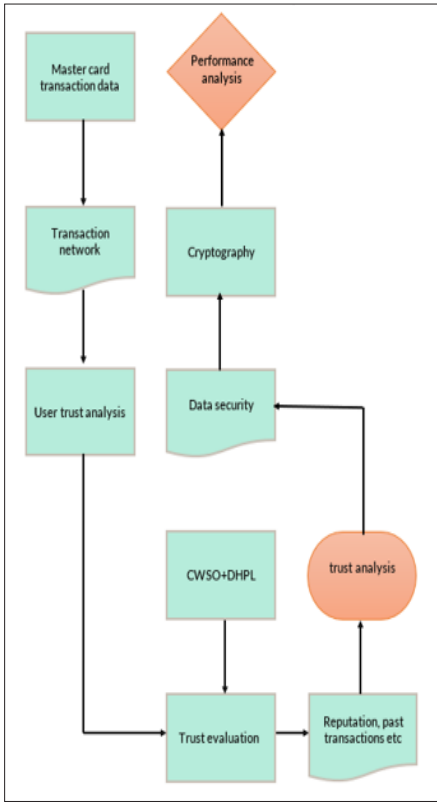 Master card
transaction data
Performance
analysis
Transaction
network
Cryptography
User trust analysis
Data security
CWSO+DHPL
trust analysis
Trust evaluation
Reputation, past
transactions etc